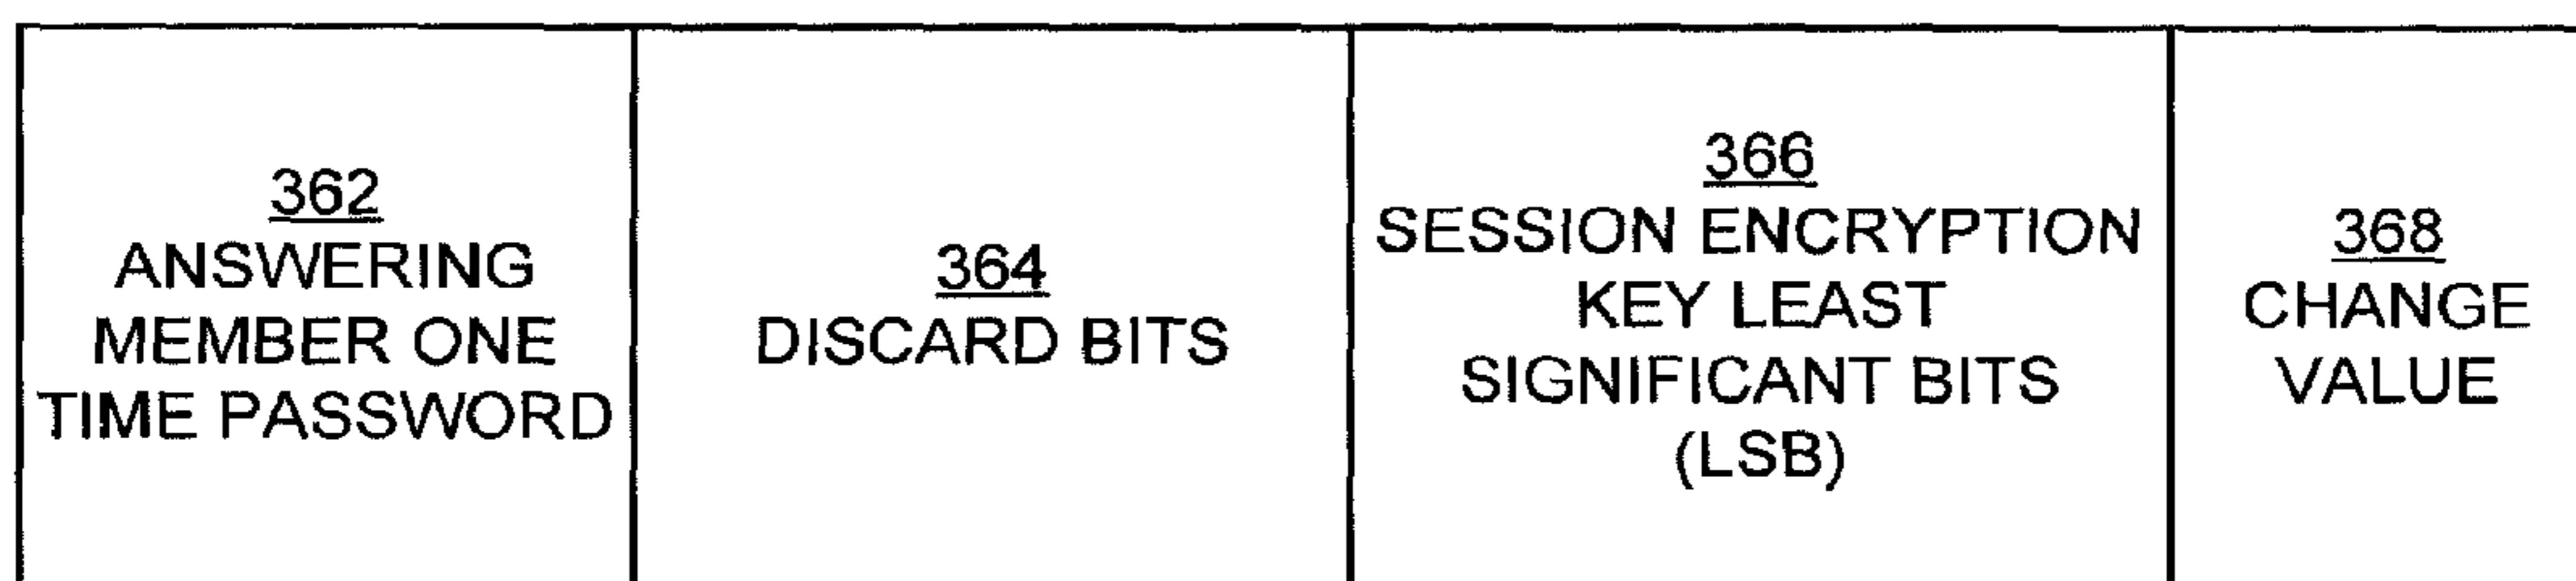 362
ANSWERING
MEMBER ONE
TIME PASSWORD
364
DISCARD BITS
366
SESSION ENCRYPTION
KEY LEAST
SIGNIFICANT BITS
(LSB)
368
CHANGE
VALUE